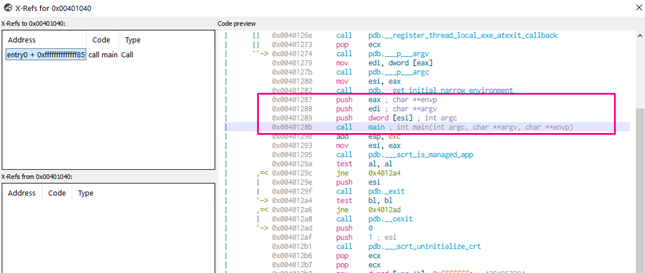 X-Refs for 0x00401040
X-Refs to 0x00401040:
Address Code Type
entry0 + 0xffffffffffffff85 call main Call
X-Refs from 0x00401040:
Address Code Type
Code preview
0x0040126e call pdb.__register_thread_local_exe_atexit_callback
0x00401273 pop ecx
0x00401274 call pdb.___p___argv
0x00401279 mov edi, dword [eax]
0x0040127b call pdb.___p___argc
0x00401280 mov esi, eax
0x00401282 call pdb.__get_initial_narrow_environment
0x00401287 push eax ; char **envp
0x00401288 push edi ; char **argv
0x00401289 push dword [esi] ; int argc
0x0040128b call main ; int main(int argc, char **argv, char **envp)
0x00401290 add esp, 0xc
0x00401293 mov esi, eax
0x00401295 call pdb.___scrt_is_managed_app
0x0040129a test al, al
,=< 0x0040129c jne 0x4012a4
| 0x0040129e push esi
| 0x0040129f call pdb._exit
`-> 0x004012a4 test bl, bl
,=< 0x004012a6 jne 0x4012ad
| 0x004012a8 call pdb.__cexit
`-> 0x004012ad push 0
0x004012af push 1 ; esi
0x004012b1 call pdb.___scrt_uninitialize_crt
0x004012b6 pop ecx
0x004012b7 pop ecx